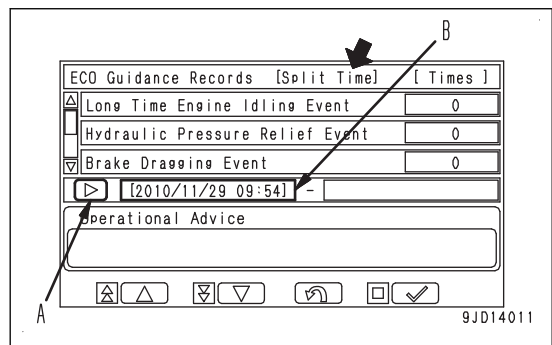 B
ECO Guidance Records [Split Time] [ Times ]
Long Time Engine Idling Event 0
Hydraulic Pressure Relief Event 0
Brake Dragging Event 0
[2010/11/29 09:54] -
Operational Advice
A
9JD14011